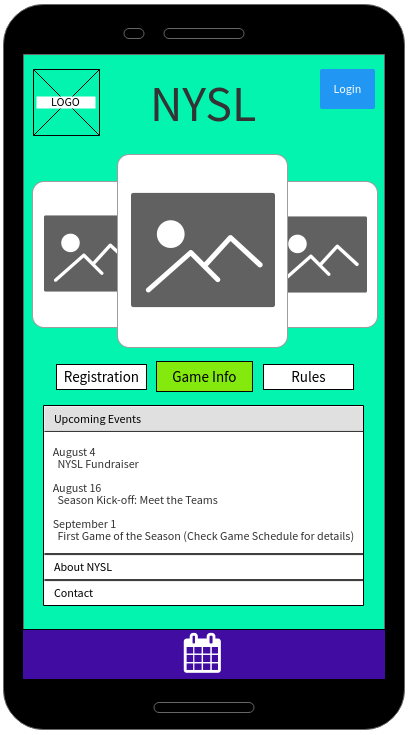 LOGO
NYSL
Login
Registration
Game Info
Rules
Upcoming Events
August 4
NYSL Fundraiser
August 16
Season Kick-off: Meet the Teams
September 1
First Game of the Season (Check Game Schedule for details)
About NYSL
Contact